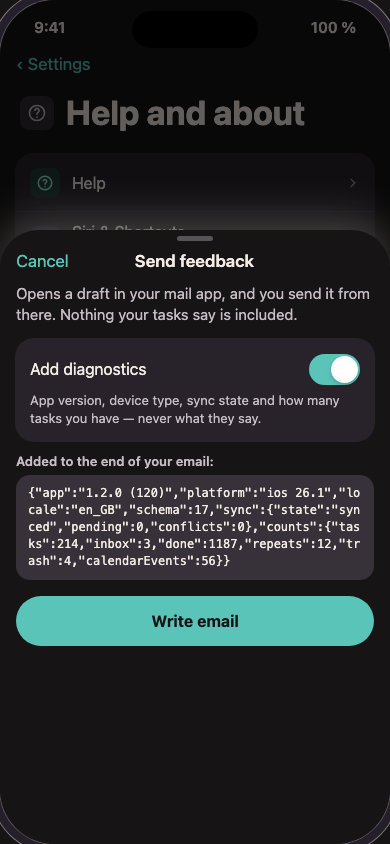 9:41
100 %
‹ Settings
Help and about
Help
Siri & Shortcuts
Cancel
Send feedback
Opens a draft in your mail app, and you send it from
there. Nothing your tasks say is included.
Add diagnostics
App version, device type, sync state and how many
tasks you have — never what they say.
Added to the end of your email:
{"app":"1.2.0 (120)","platform":"ios 26.1","lo
cale":"en_GB","schema":17,"sync":{"state":"syn
ced","pending":0,"conflicts":0},"counts":{"tas
ks":214,"inbox":3,"done":1187,"repeats":12,"tr
ash":4,"calendarEvents":56}}
Write email